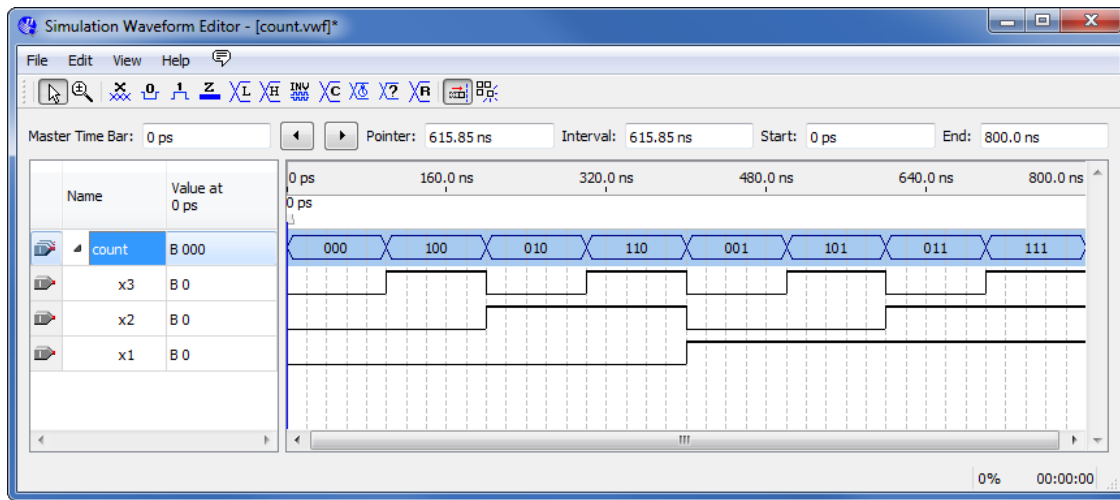 Simulation Waveform Editor - [count.vwf]*
File Edit View Help
Master Time Bar: 0 ps Pointer: 615.85 ns Interval: 615.85 ns Start: 0 ps End: 800.0 ns
Name Value at 0 ps
0 ps 160.0 ns 320.0 ns 480.0 ns 640.0 ns 800.0 ns
0 ps
count B 000 000 100 010 110 001 101 011 111
x3 B 0
x2 B 0
x1 B 0
0% 00:00:00